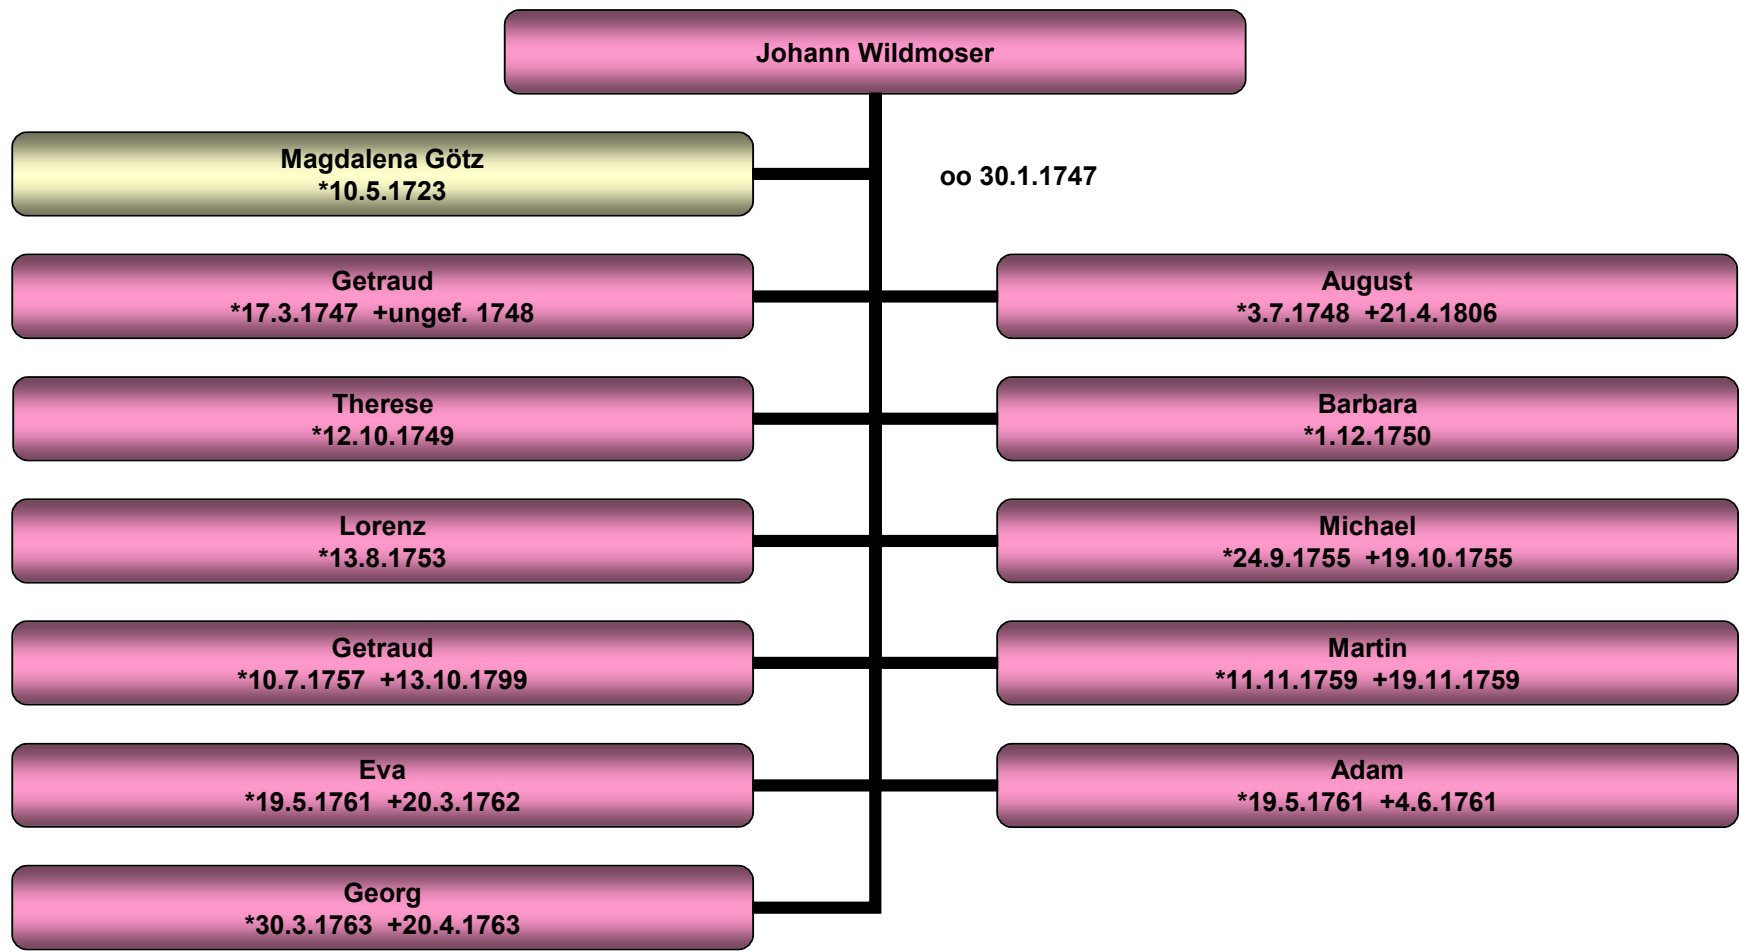 Johann Wildmoser
Magdalena Götz
*10.5.1723
oo 30.1.1747
Getraud
*17.3.1747  +ungef. 1748
August
*3.7.1748  +21.4.1806
Therese
*12.10.1749
Barbara
*1.12.1750
Lorenz
*13.8.1753
Michael
*24.9.1755  +19.10.1755
Getraud
*10.7.1757  +13.10.1799
Martin
*11.11.1759  +19.11.1759
Eva
*19.5.1761  +20.3.1762
Adam
*19.5.1761  +4.6.1761
Georg
*30.3.1763  +20.4.1763